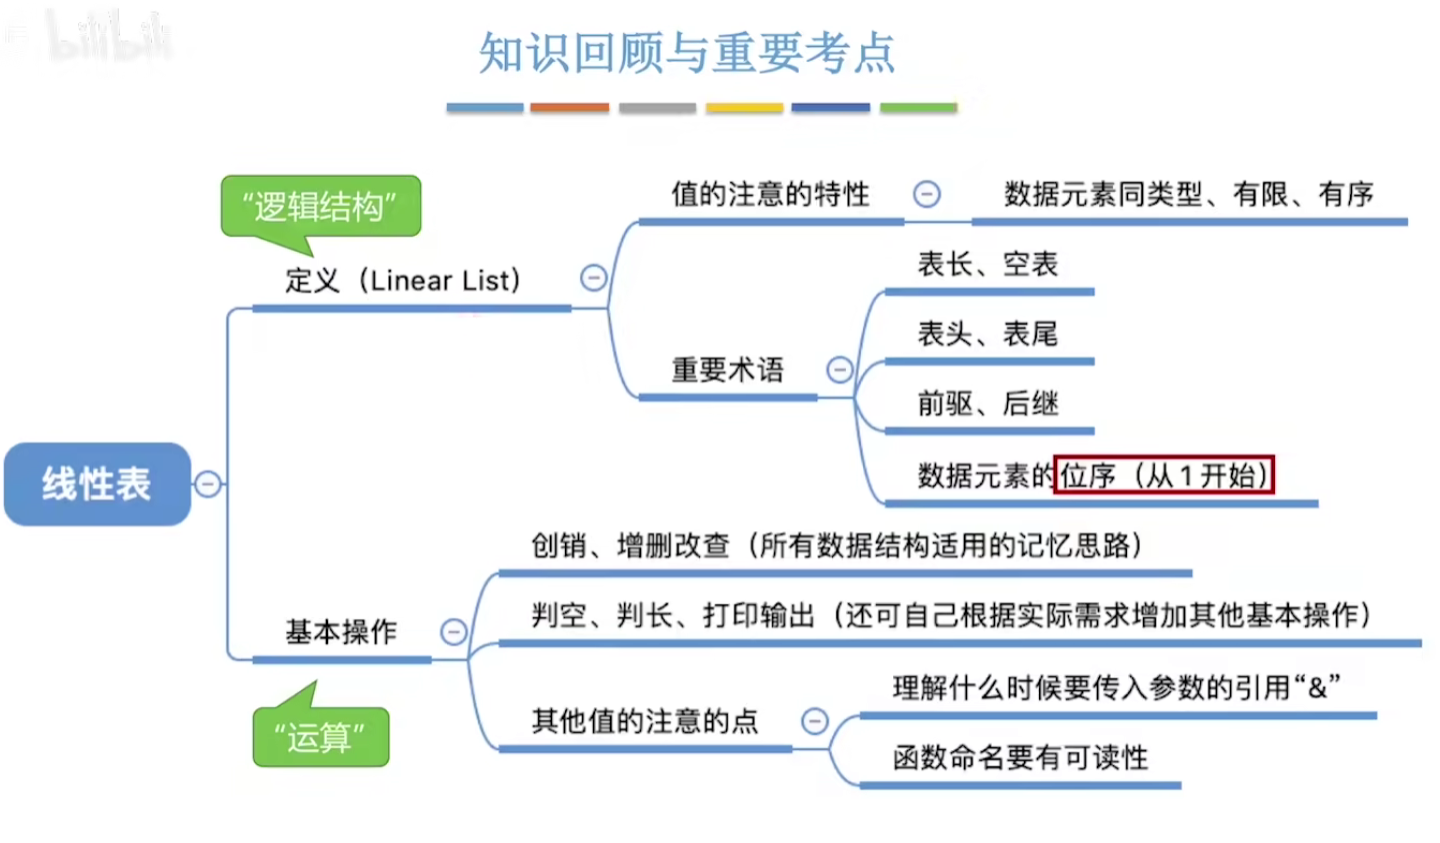 bilibili
知识回顾与重要考点
“逻辑结构”
值的注意的特性
数据元素同类型、有限、有序
定义（Linear List）
表长、空表
表头、表尾
重要术语
前驱、后继
数据元素的位序（从1开始）
线性表
创销、增删改查（所有数据结构适用的记忆思路）
判空、判长、打印输出（还可自己根据实际需求增加其他基本操作）
基本操作
理解什么时候要传入参数的引用“&”
其他值的注意的点
函数命名要有可读性
“运算”